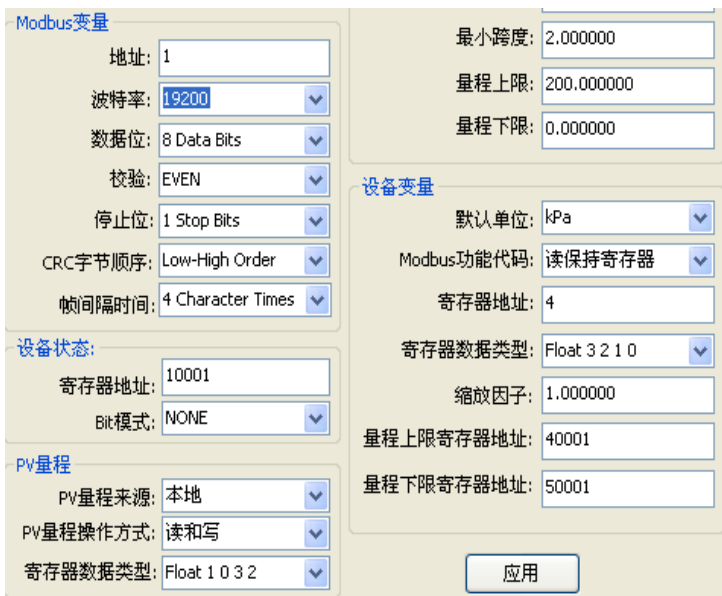 Modbus变量
地址: 1
波特率: 19200
数据位: 8 Data Bits
校验: EVEN
停止位: 1 Stop Bits
CRC字节顺序: Low-High Order
帧间隔时间: 4 Character Times
设备状态:
寄存器地址: 10001
Bit模式: NONE
PV量程
PV量程来源: 本地
PV量程操作方式: 读和写
寄存器数据类型: Float 1 0 3 2
最小跨度: 2.000000
量程上限: 200.000000
量程下限: 0.000000
设备变量
默认单位: kPa
Modbus功能代码: 读保持寄存器
寄存器地址: 4
寄存器数据类型: Float 3 2 1 0
缩放因子: 1.000000
量程上限寄存器地址: 40001
量程下限寄存器地址: 50001
应用